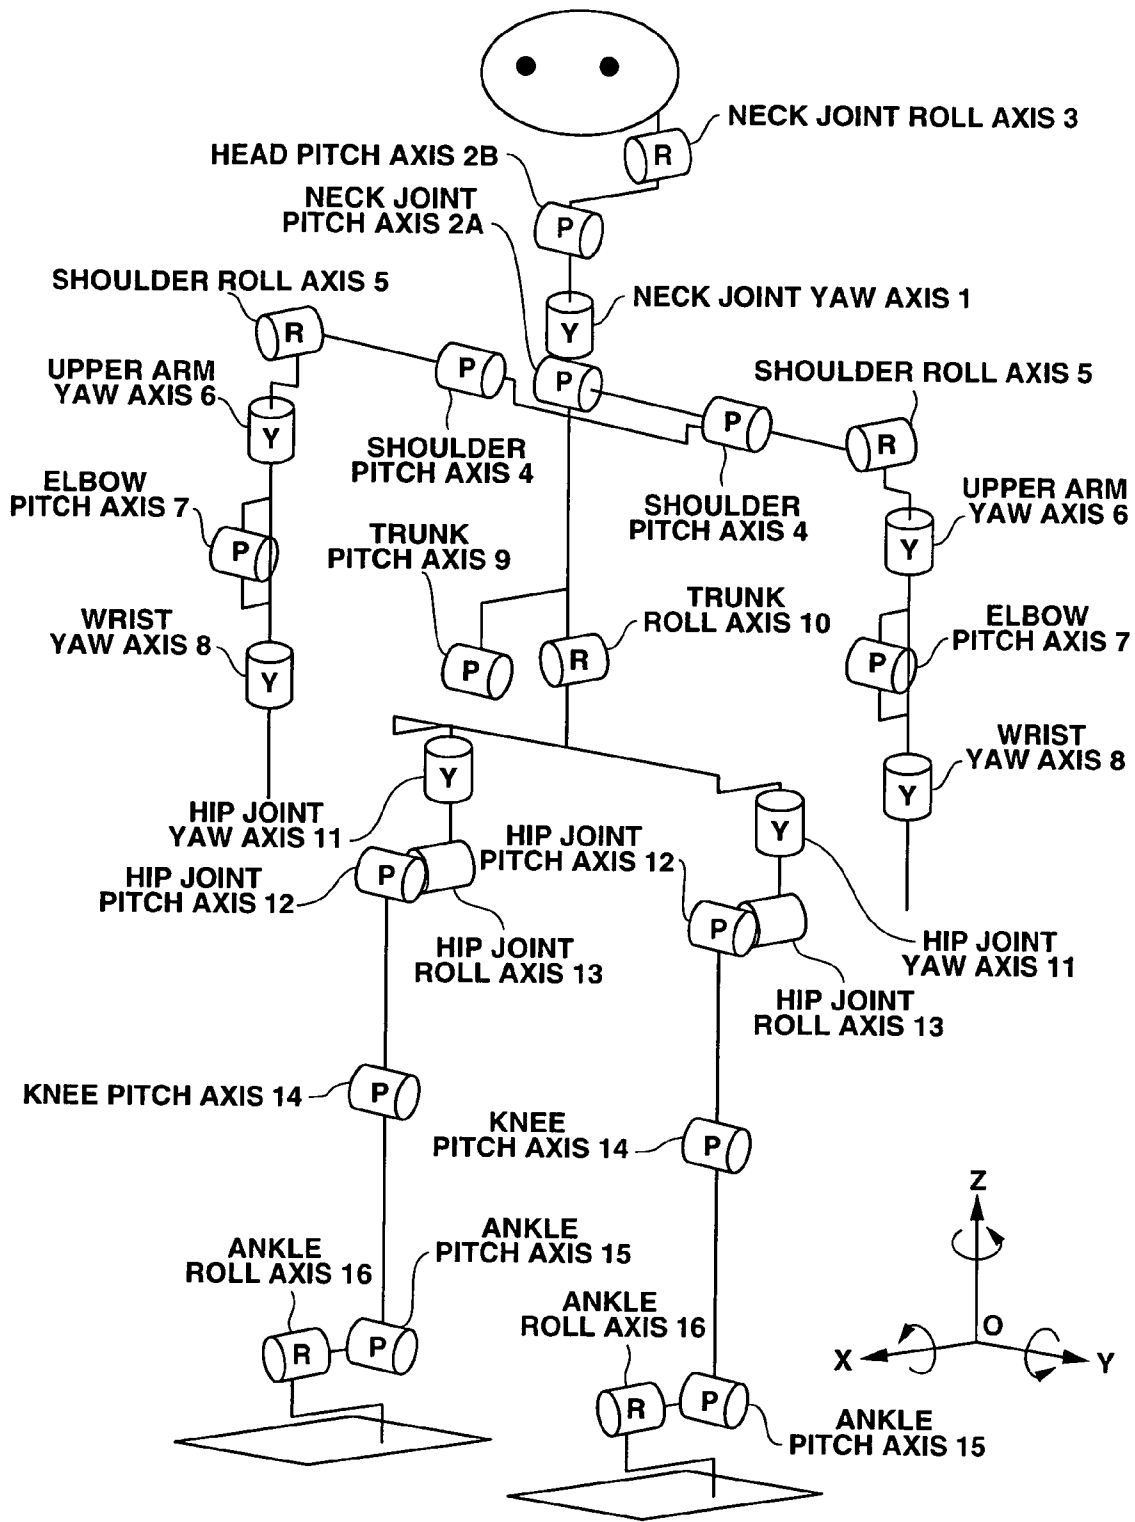 NECK JOINT ROLL AXIS 3
R
HEAD PITCH AXIS 2B
NECK JOINT
PITCH AXIS 2A
P
SHOULDER ROLL AXIS 5
NECK JOINT YAW AXIS 1
R
Y
UPPER ARM
YAW AXIS 6
P
P
SHOULDER ROLL AXIS 5
Y
SHOULDER
PITCH AXIS 4
P
R
ELBOW
PITCH AXIS 7
SHOULDER
PITCH AXIS 4
UPPER ARM
YAW AXIS 6
P
TRUNK
PITCH AXIS 9
Y
WRIST
YAW AXIS 8
TRUNK
ROLL AXIS 10
ELBOW
PITCH AXIS 7
Y
P
R
P
WRIST
YAW AXIS 8
Y
Y
HIP JOINT
YAW AXIS 11
HIP JOINT
PITCH AXIS 12
Y
HIP JOINT
PITCH AXIS 12
P
P
HIP JOINT
ROLL AXIS 13
HIP JOINT
YAW AXIS 11
HIP JOINT
ROLL AXIS 13
KNEE PITCH AXIS 14
P
KNEE
PITCH AXIS 14
P
Z
ANKLE
ROLL AXIS 16
ANKLE
PITCH AXIS 15
ANKLE
ROLL AXIS 16
O
X
Y
R
P
R
P
ANKLE
PITCH AXIS 15